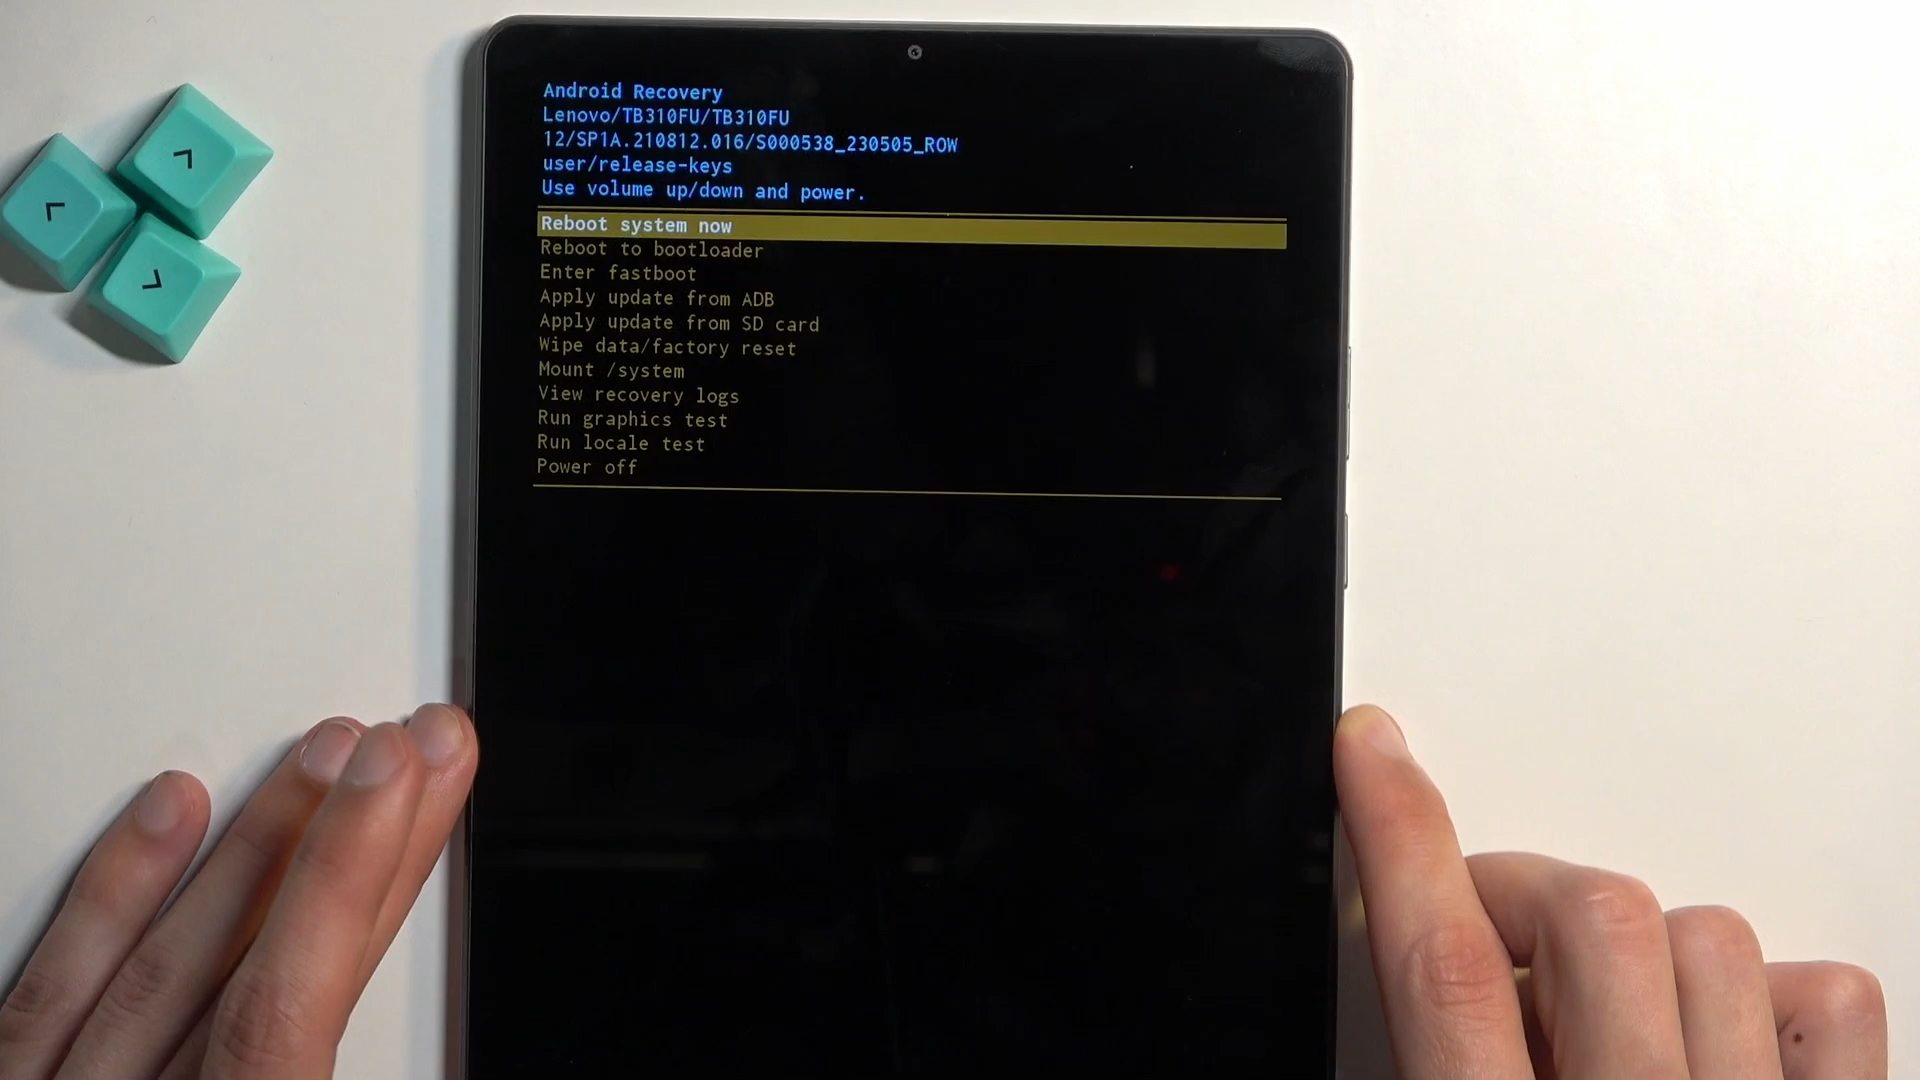 Android Recovery
Lenovo/TB310FU/TB310FU
12/SP1A.210812.016/S000538_230505_ROW
user/release-keys
Use volume up/down and power.
Reboot system now
Reboot to bootloader
Enter fastboot
Apply update from ADB
Apply update from SD card
Wipe data/factory reset
Mount /system
View recovery logs
Run graphics test
Run locale test
Power off